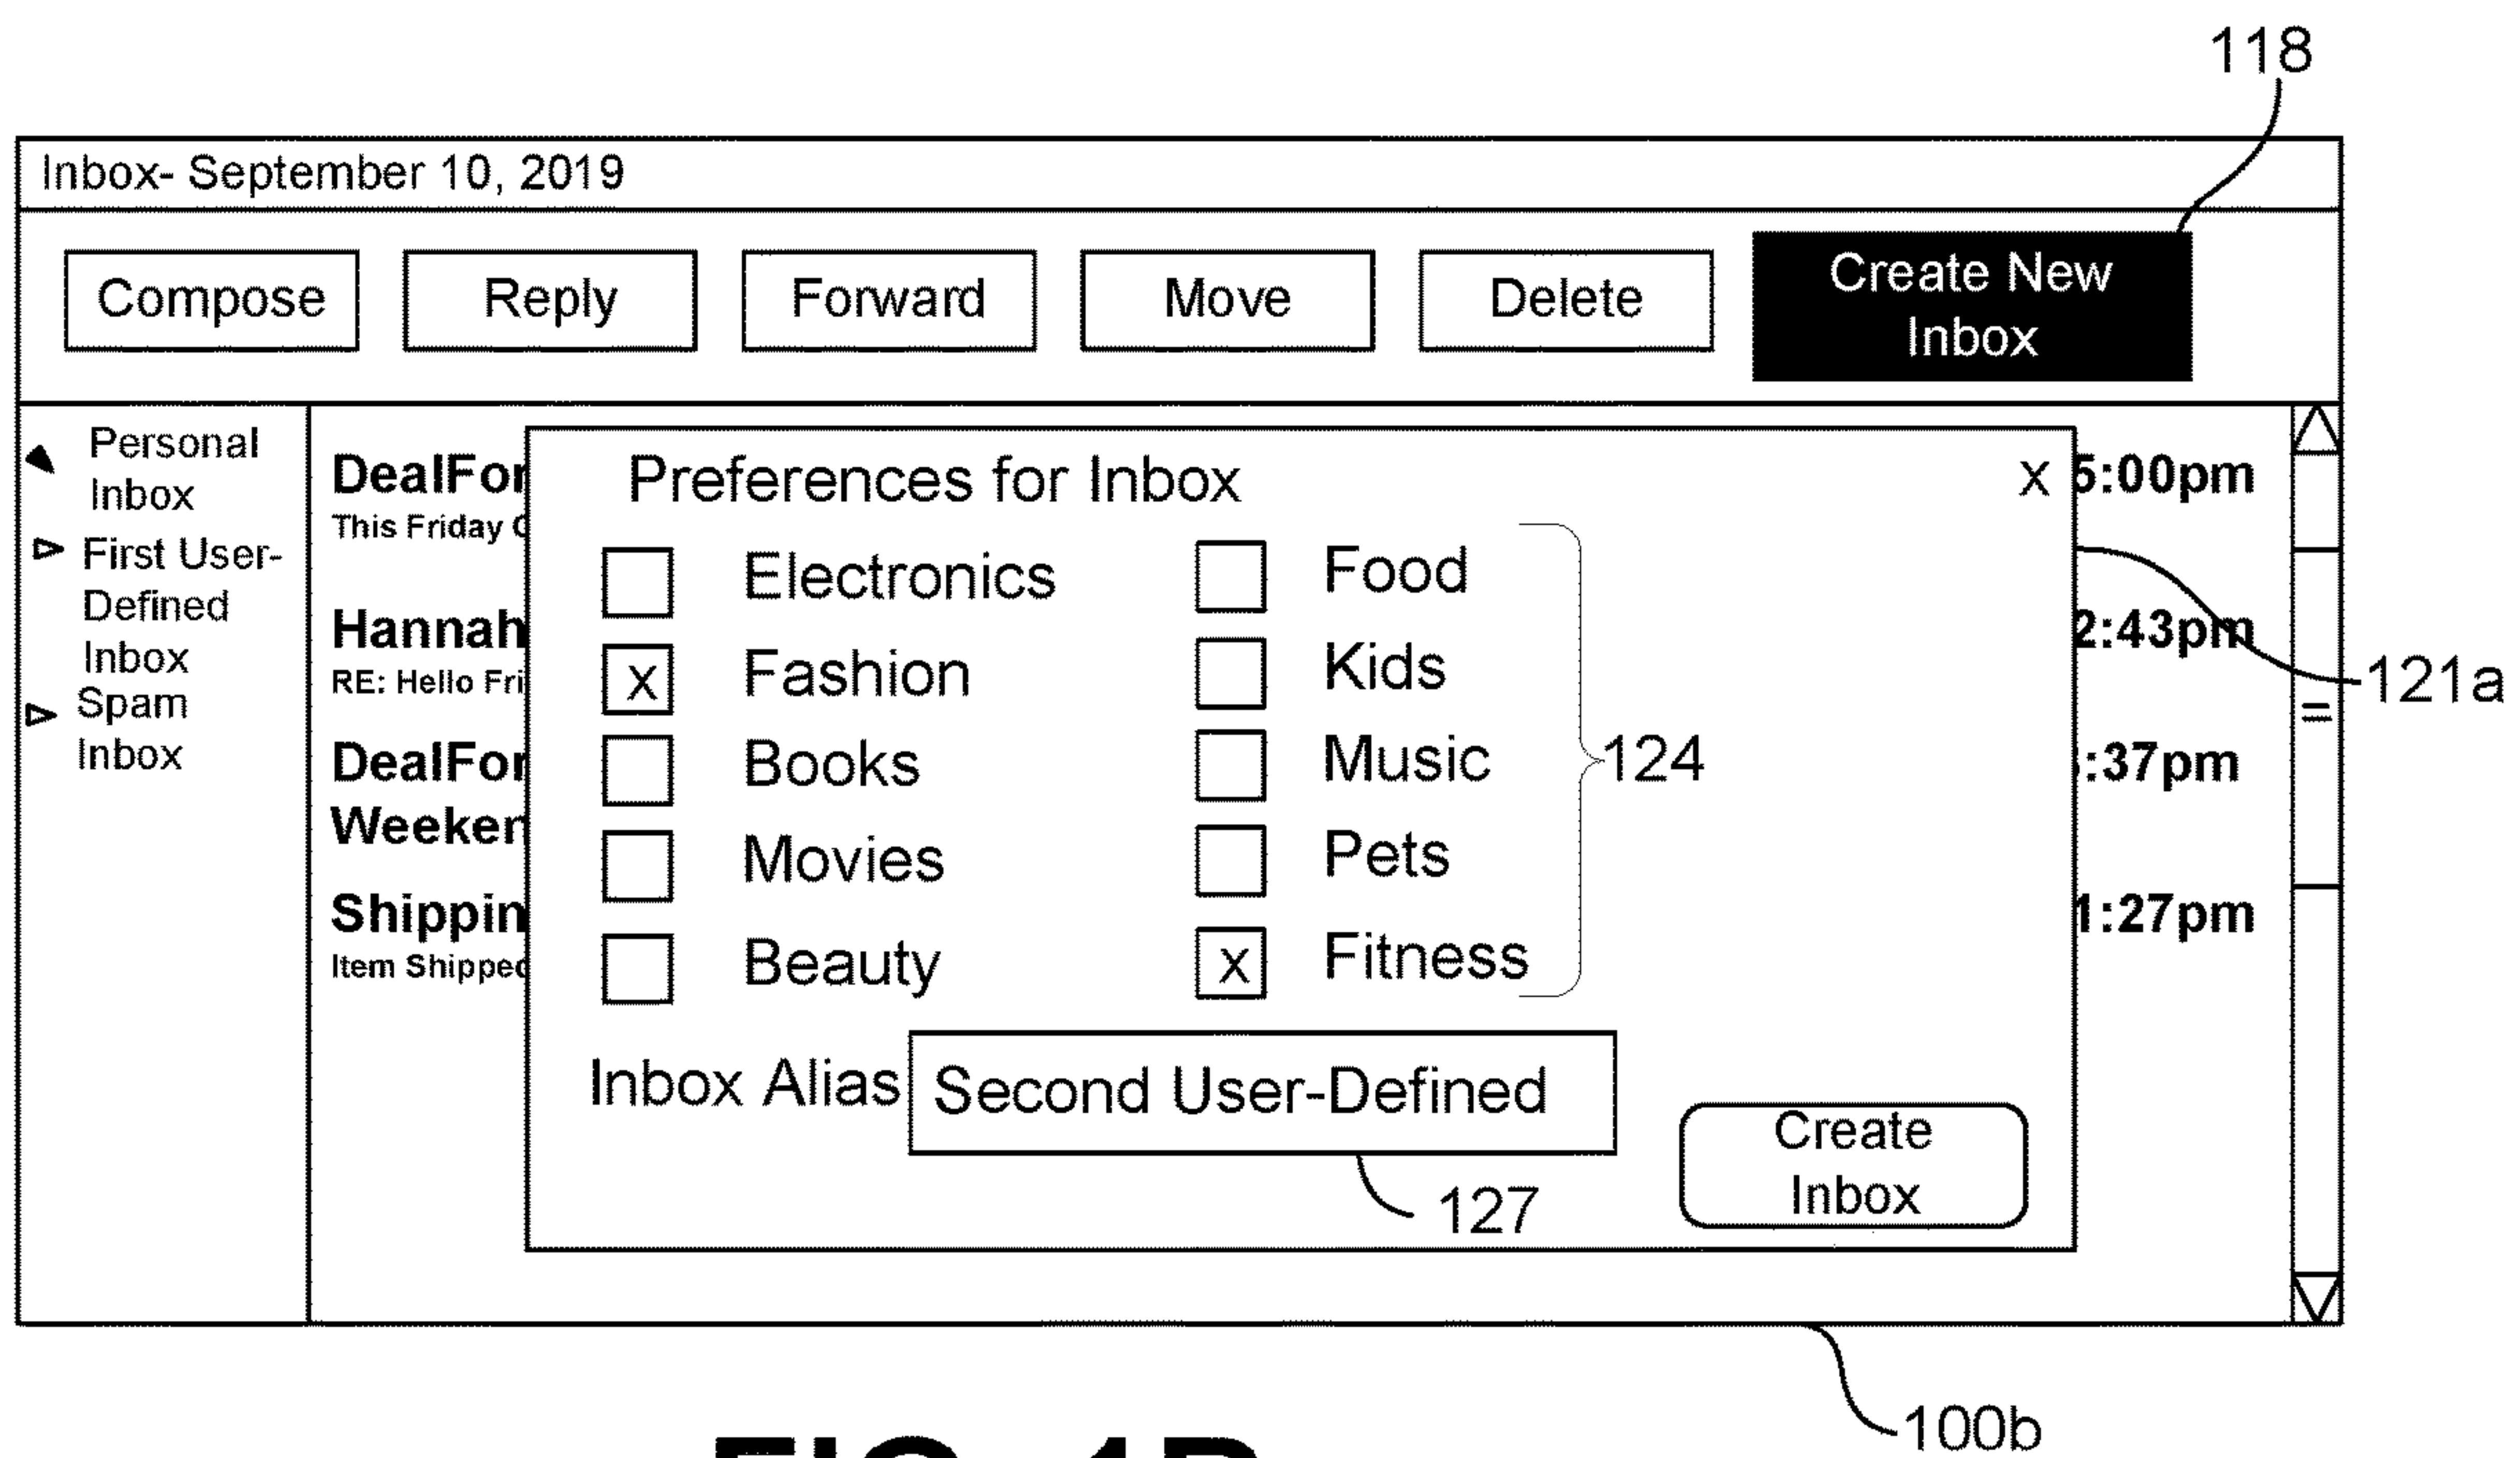 118
Inbox- September 10, 2019
Compose Reply Forward Move Delete Create New
Inbox
Personal
Inbox
First User-
Defined
Inbox
Spam
Inbox
DealFor
This Friday
Hannah
RE: Hello Fri
DealFor
Weeken
Shippin
Item Shipped
Preferences for Inbox X
Electronics
X Fashion
Books
Movies
Beauty
Food
Kids
Music
Pets
X Fitness
124
Inbox Alias Second User-Defined
127
Create
Inbox
5:00pm
2:43pm
:37pm
1:27pm
121a
100b